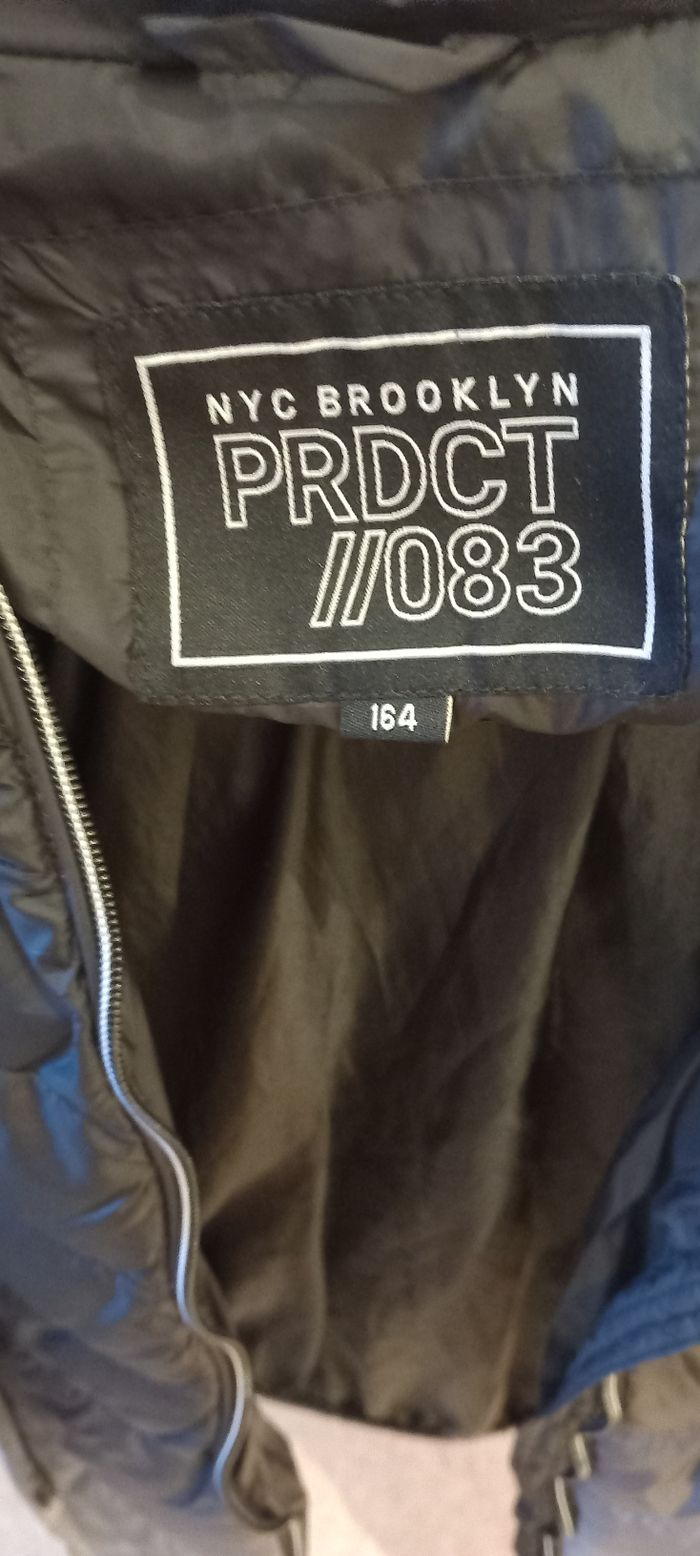 NYC BROOKLYN
PRDCT
//083
164